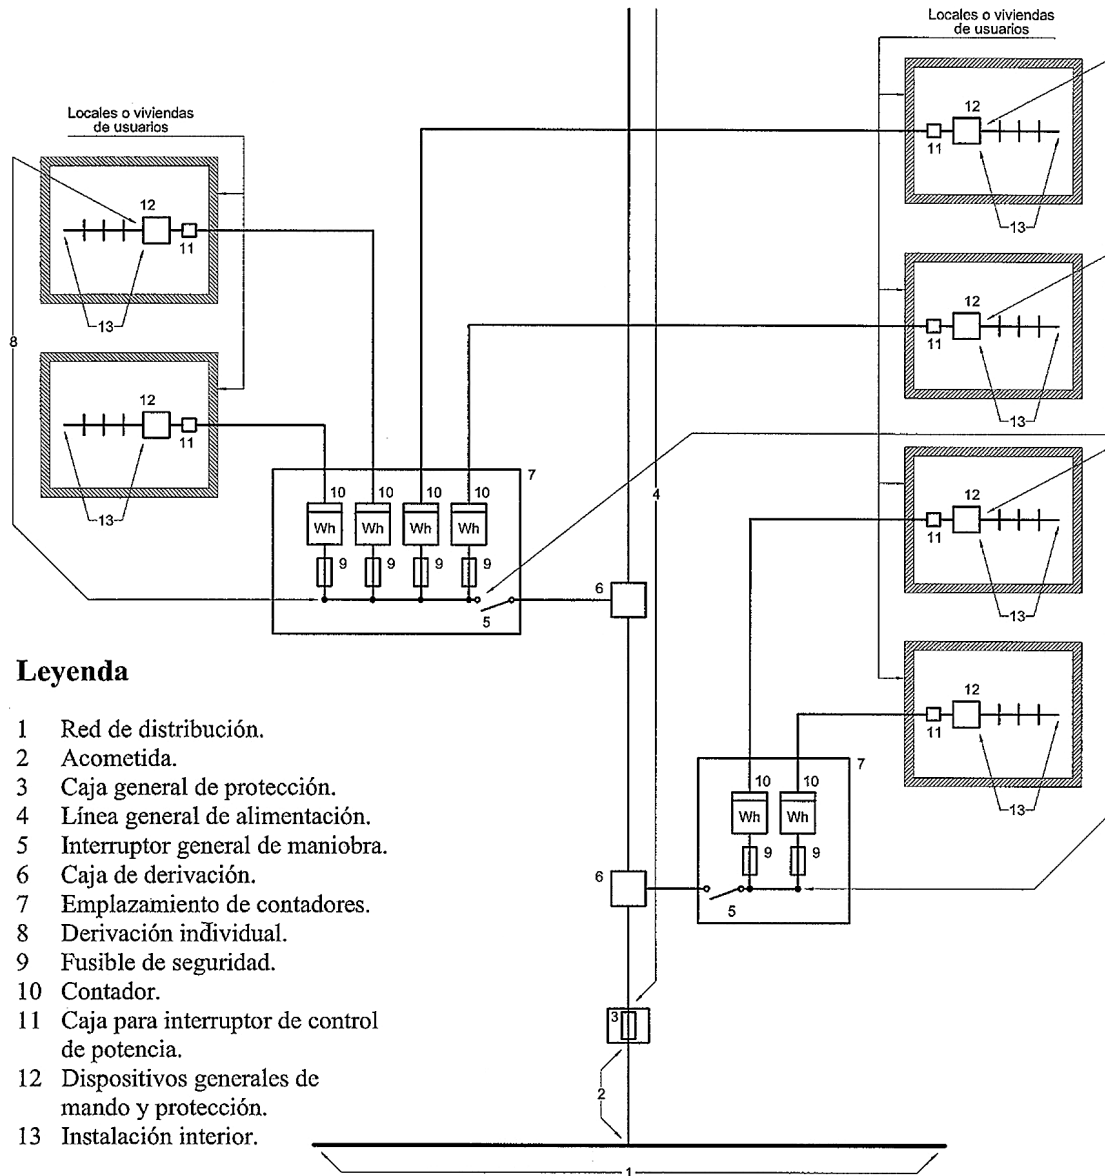 Locales o viviendas
de usuarios
12
11
13
Locales o viviendas
de usuarios
12
11
13
8
12
11
13
12
11
13
7
10 10 10 10
Wh Wh Wh Wh
9 9 9 9
5
4
6
12
11
13
12
11
13
7
10 10
Wh Wh
9 9
6
5
3
2
1
Leyenda
1 Red de distribución.
2 Acometida.
3 Caja general de protección.
4 Línea general de alimentación.
5 Interruptor general de maniobra.
6 Caja de derivación.
7 Emplazamiento de contadores.
8 Derivación individual.
9 Fusible de seguridad.
10 Contador.
11 Caja para interruptor de control
de potencia.
12 Dispositivos generales de
mando y protección.
13 Instalación interior.